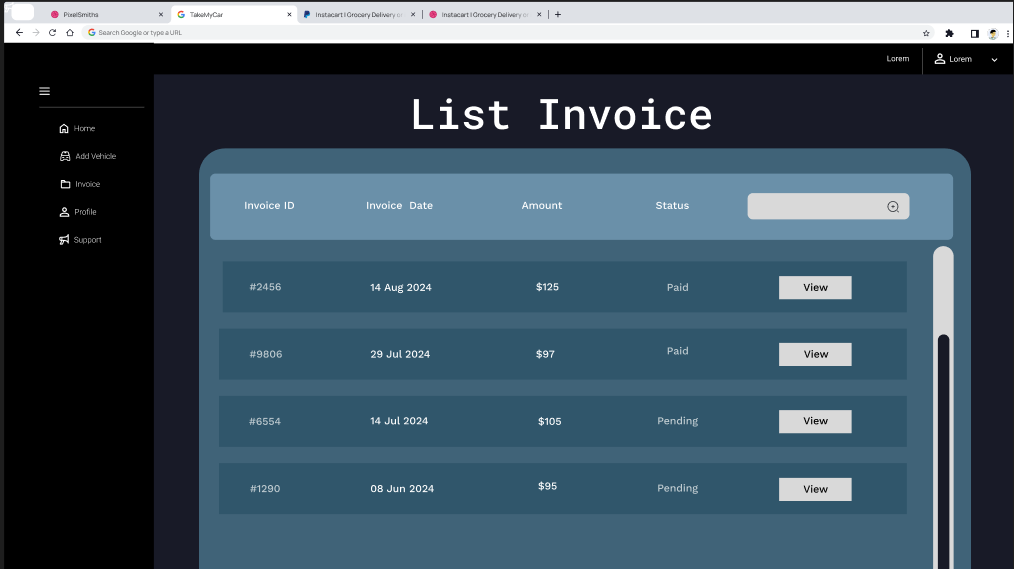 PixelSmiths
TakeMyCar
Instacart I Grocery Delivery o
Instacart I Grocery Delivery or
Search Google or type a URL
Lorem
Lorem
Home
Add Vehicle
Invoice
Profile
Support
List Invoice
Invoice ID Invoice Date Amount Status
#2456 14 Aug 2024 $125 Paid View
#9806 29 Jul 2024 $97 Paid View
#6554 14 Jul 2024 $105 Pending View
#1290 08 Jun 2024 $95 Pending View